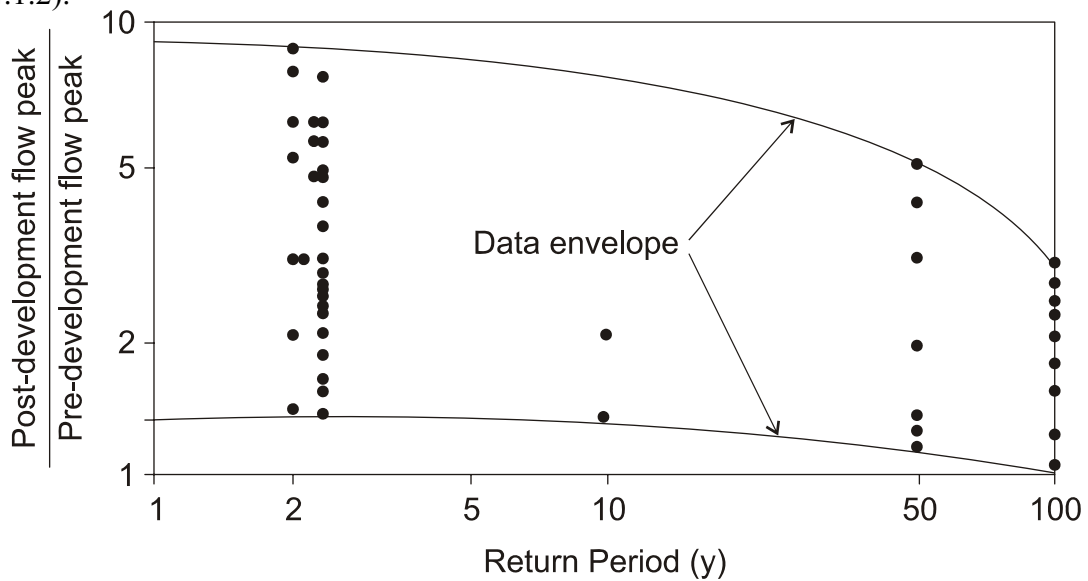 .1.2).
10
5
2
1
Post-development flow peak
Pre-development flow peak
Data envelope
1 2 5 10 50 100
Return Period (y)